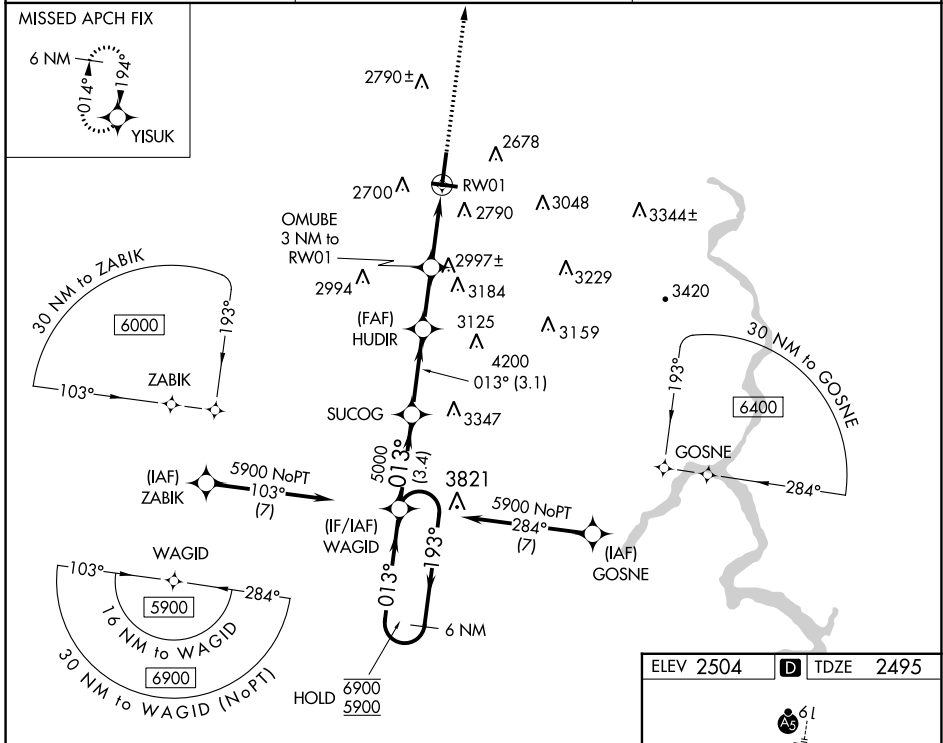 MISSED APCH FIX
6 NM
014°
194°
YISUK
2790±
2678
2700
RW01
2790
3048
3344±
OMUBE
3 NM to
RW01
2997±
2994
3184
3229
3420
(FAF)
HUDIR
3125
3159
4200
013° (3.1)
30 NM to ZABIK
6000
193°
103°
ZABIK
SUCOG
3347
30 NM to GOSNE
193°
6400
GOSNE
284°
5000
013°
(3.4)
(IAF)
ZABIK
5900 NoPT
103°
(7)
3821
(IF/IAF)
WAGID
5900 NoPT
284°
(7)
(IAF)
GOSNE
013°
193°
6 NM
HOLD
6900
5900
WAGID
103°
284°
5900
16 NM to WAGID
6900
30 NM to WAGID (NoPT)
ELEV 2504
D
TDZE 2495
A5
19